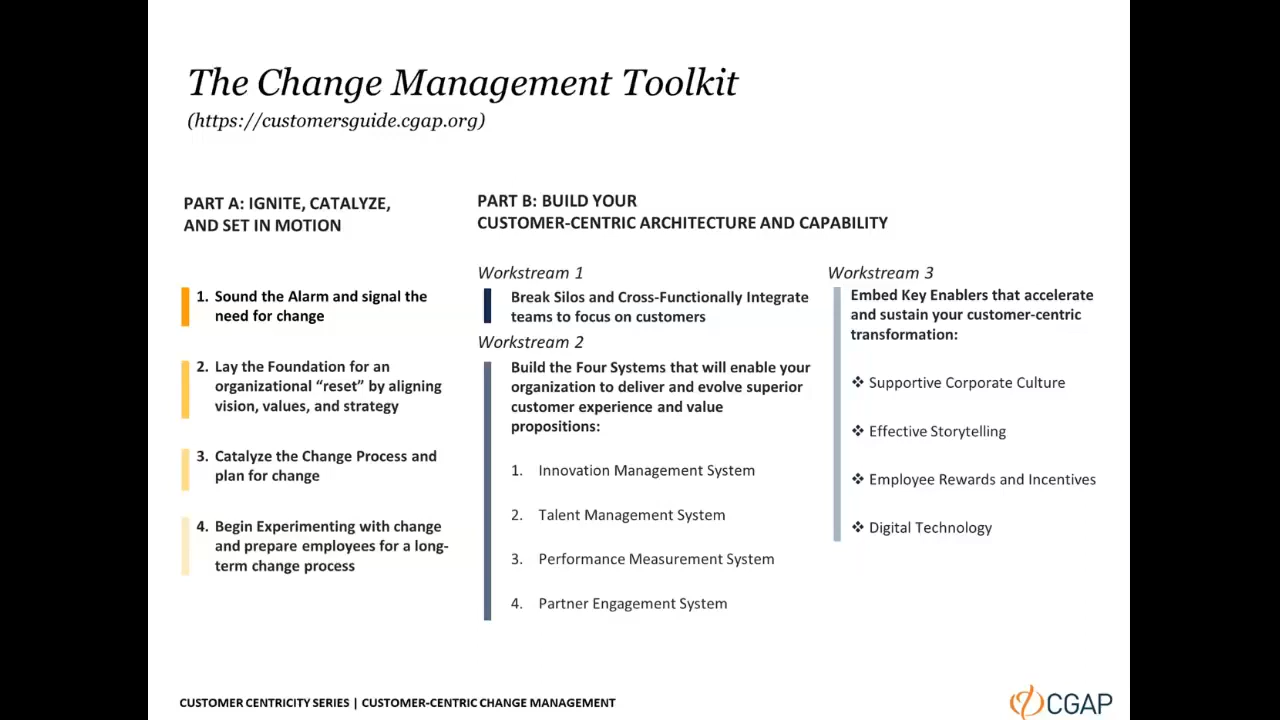 The Change Management Toolkit
(https://customersguide.cgap.org)
PART A: IGNITE, CATALYZE,
AND SET IN MOTION
1. Sound the Alarm and signal the
need for change
2. Lay the Foundation for an
organizational “reset” by aligning
vision, values, and strategy
3. Catalyze the Change Process and
plan for change
4. Begin Experimenting with change
and prepare employees for a long-
term change process
PART B: BUILD YOUR
CUSTOMER-CENTRIC ARCHITECTURE AND CAPABILITY
Workstream 1
Break Silos and Cross-Functionally Integrate
teams to focus on customers
Workstream 2
Build the Four Systems that will enable your
organization to deliver and evolve superior
customer experience and value
propositions:
1. Innovation Management System
2. Talent Management System
3. Performance Measurement System
4. Partner Engagement System
Workstream 3
Embed Key Enablers that accelerate
and sustain your customer-centric
transformation:
❖ Supportive Corporate Culture
❖ Effective Storytelling
❖ Employee Rewards and Incentives
❖ Digital Technology
CUSTOMER CENTRICITY SERIES | CUSTOMER-CENTRIC CHANGE MANAGEMENT
CGAP